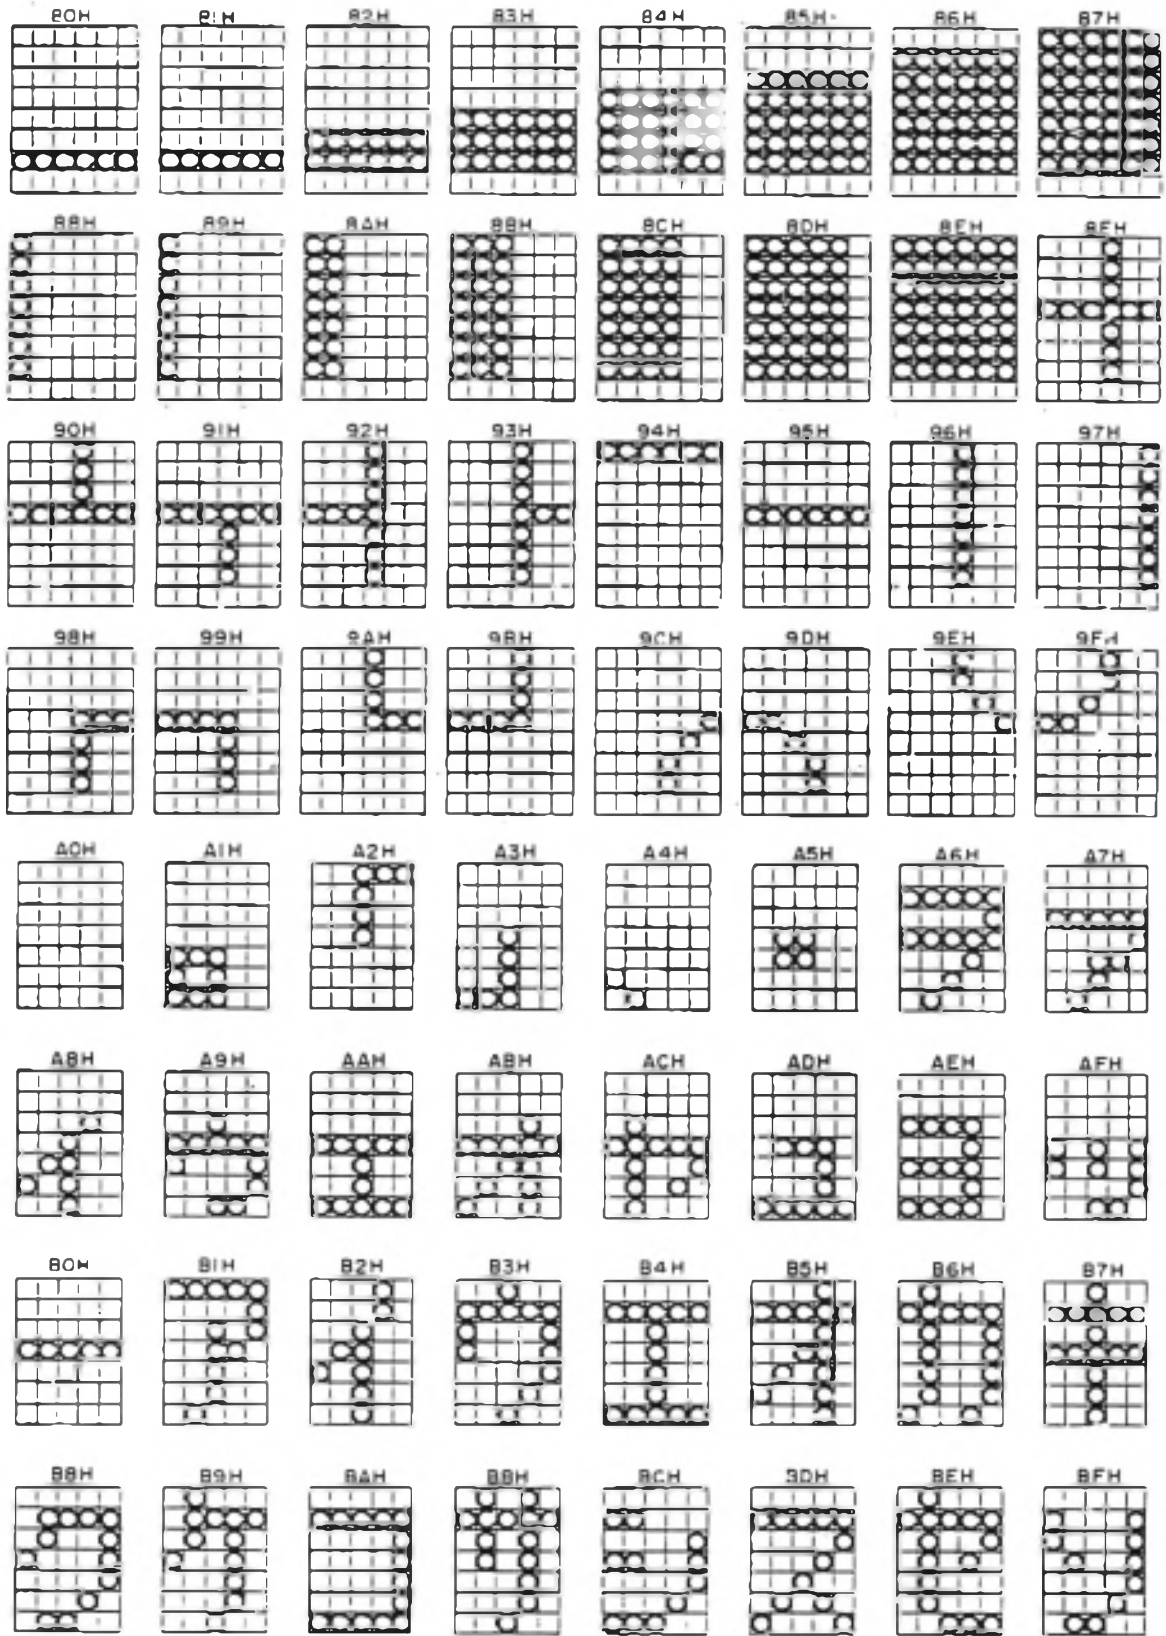 80H 81H 82H 83H 84H 85H 86H 87H
88H 89H 8AH 8BH 8CH 8DH 8EH 8FH
90H 91H 92H 93H 94H 95H 96H 97H
98H 99H 9AH 9BH 9CH 9DH 9EH 9FH
A0H A1H A2H A3H A4H A5H A6H A7H
A8H A9H AAH ABH ACH ADH AEH AFH
B0H B1H B2H B3H B4H B5H B6H B7H
B8H B9H BAH BBH BCH BDH BEH BFH